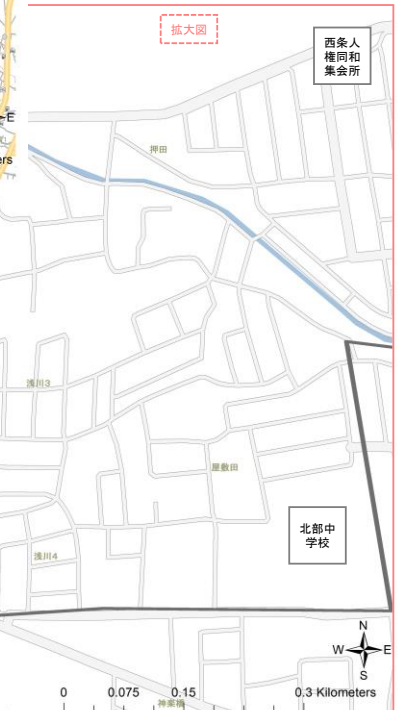 拡大図
西条人
権同和
集会所
E
ers
押田
浅川3
屋敷田
北部中
学校
浅川4
N
W E
S
0 0.075 0.15 0.3 Kilometers
神楽橋